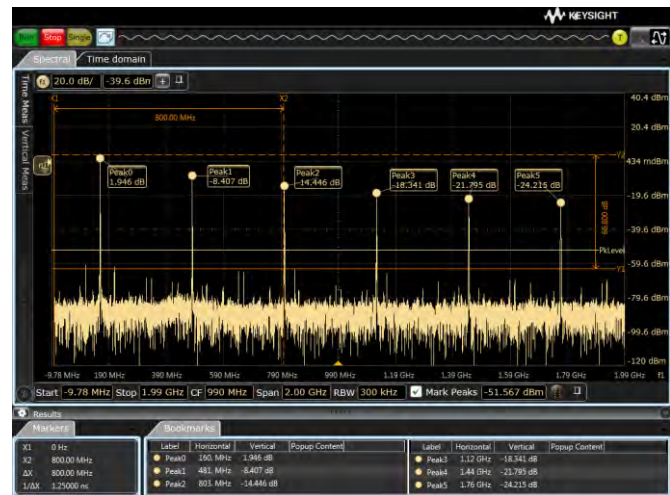 KEYSIGHT
Run Stop Single T
Spectral Time domain
20.0 dB/ -39.6 dBm +
Time Meas
Vertical Meas
X1 X2
800.00 MHz
40.4 dBm
20.4 dBm
434 mdBm
-19.6 dBm
-39.6 dBm
-59.6 dBm
-79.6 dBm
-99.6 dBm
-120 dBm
Y2
Peak0
1.946 dB
Peak1
-8.407 dB
Peak2
-14.446 dB
Peak3
-18.341 dB
Peak4
-21.795 dB
Peak5
-24.215 dB
PkLevel
Y1
-9.78 MHz 190 MHz 390 MHz 590 MHz 790 MHz 990 MHz 1.19 GHz 1.39 GHz 1.59 GHz 1.79 GHz 1.99 GHz f1
Start -9.78 MHz Stop 1.99 GHz CF 990 MHz Span 2.00 GHz RBW 300 kHz Mark Peaks -51.567 dBm
Results
Markers
X1 0 Hz
X2 800.00 MHz
ΔX 800.00 MHz
1/ΔX 1.25000 ns
Bookmarks
Label Horizontal Vertical Popup Content
Peak0 160. MHz 1.946 dB
Peak1 481. MHz -8.407 dB
Peak2 803. MHz -14.446 dB
Label Horizontal Vertical Popup Content
Peak3 1.12 GHz -18.341 dB
Peak4 1.44 GHz -21.795 dB
Peak5 1.76 GHz -24.215 dB